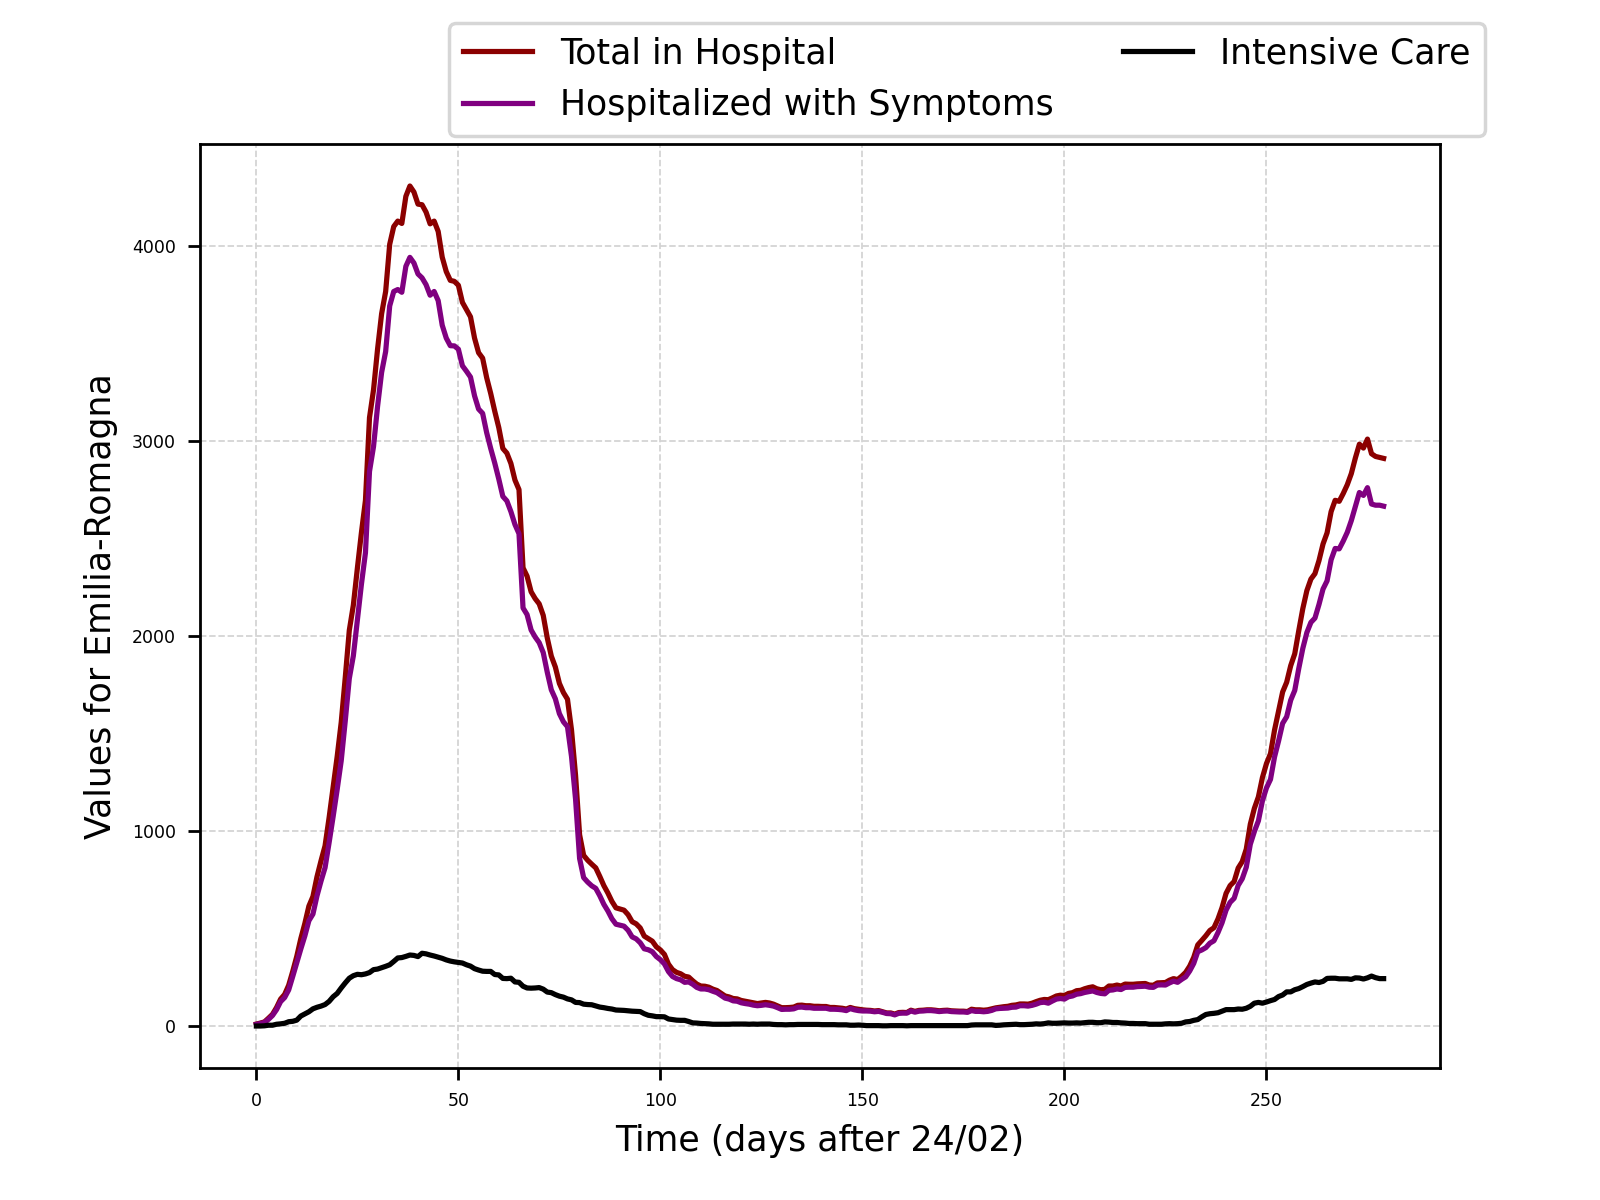 Total in Hospital
Hospitalized with Symptoms
Intensive Care
Values for Emilia-Romagna
4000
3000
2000
1000
0
0 50 100 150 200 250
Time (days after 24/02)